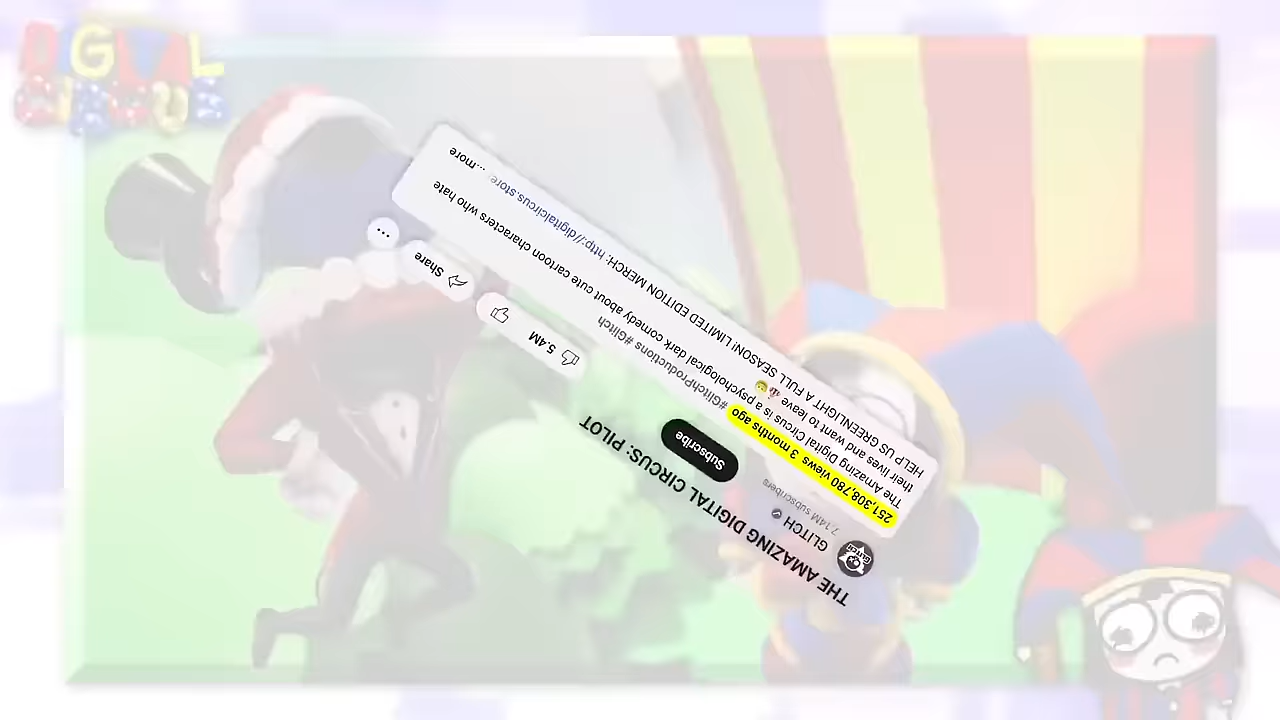 DIGITAL
CIRCUS
THE AMAZING DIGITAL CIRCUS: PILOT
GLITCH
7.14M subscribers
Subscribe
5.4M
Share
251,308,780 views 3 months ago #GlitchProductions #Glitch
The Amazing Digital Circus is a psychological dark comedy about cute cartoon characters who hate
their lives and want to leave
HELP US GREENLIGHT A FULL SEASON! LIMITED EDITION MERCH: http://digitalcircus.store ...more